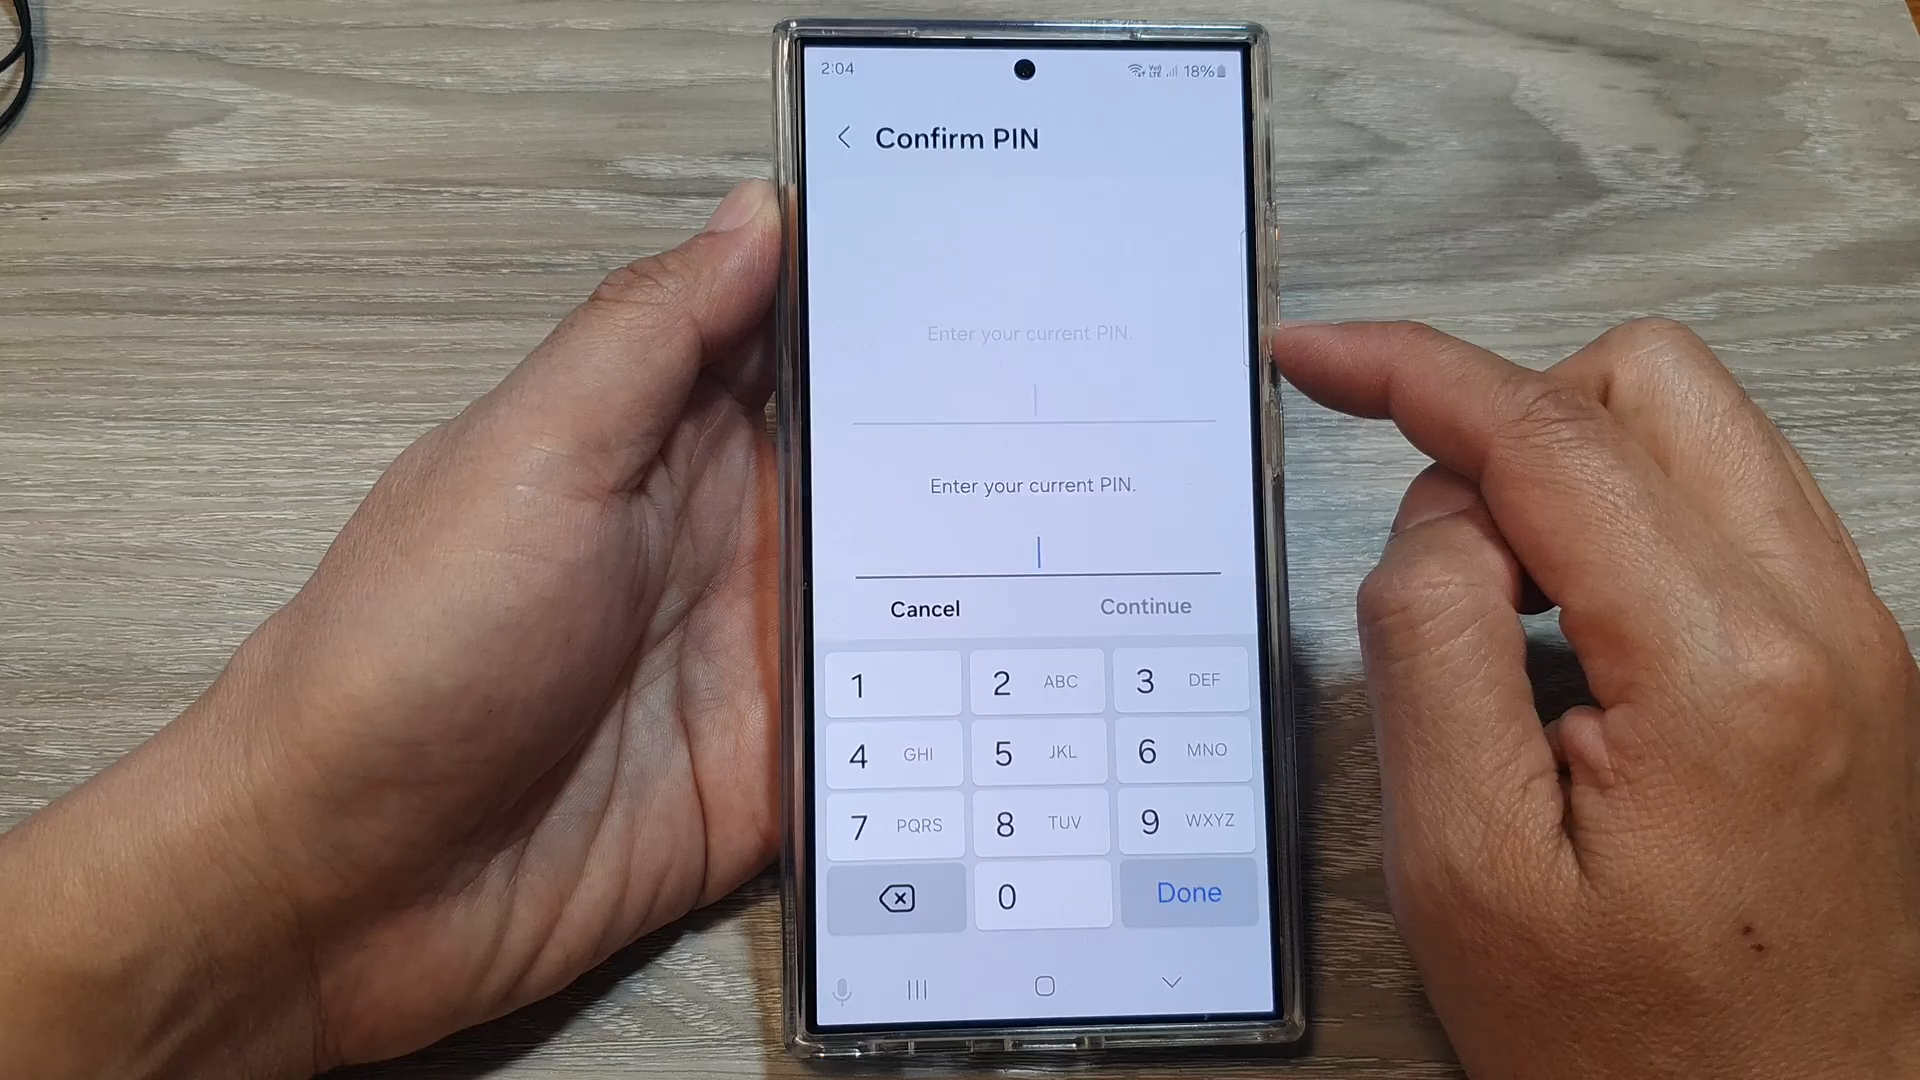 2:04
VoLTE 18%
Confirm PIN
Enter your current PIN.
Enter your current PIN.
Cancel Continue
1 2 ABC 3 DEF
4 GHI 5 JKL 6 MNO
7 PQRS 8 TUV 9 WXYZ
0 Done